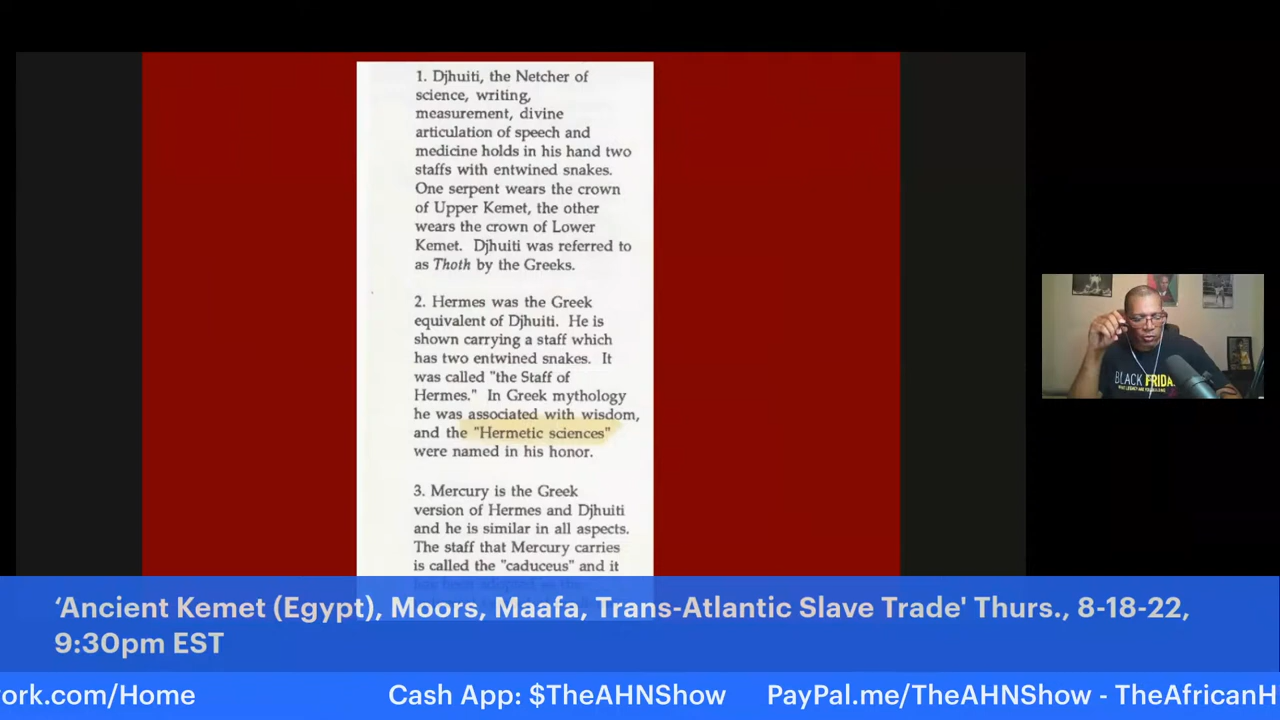 1. Djhuiti, the Netcher of
science, writing,
measurement, divine
articulation of speech and
medicine holds in his hand two
staffs with entwined snakes.
One serpent wears the crown
of Upper Kemet, the other
wears the crown of Lower
Kemet. Djhuiti was referred to
as Thoth by the Greeks.
2. Hermes was the Greek
equivalent of Djhuiti. He is
shown carrying a staff which
has two entwined snakes. It
was called "the Staff of
Hermes." In Greek mythology
he was associated with wisdom,
and the "Hermetic sciences"
were named in his honor.
3. Mercury is the Greek
version of Hermes and Djhuiti
and he is similar in all aspects.
The staff that Mercury carries
is called the "caduceus" and it
has been adopted as the
BLACK FRIDA
‘Ancient Kemet (Egypt), Moors, Maafa, Trans-Atlantic Slave Trade' Thurs., 8-18-22,
9:30pm EST
work.com/Home Cash App: $TheAHNShow PayPal.me/TheAHNShow - TheAfricanH